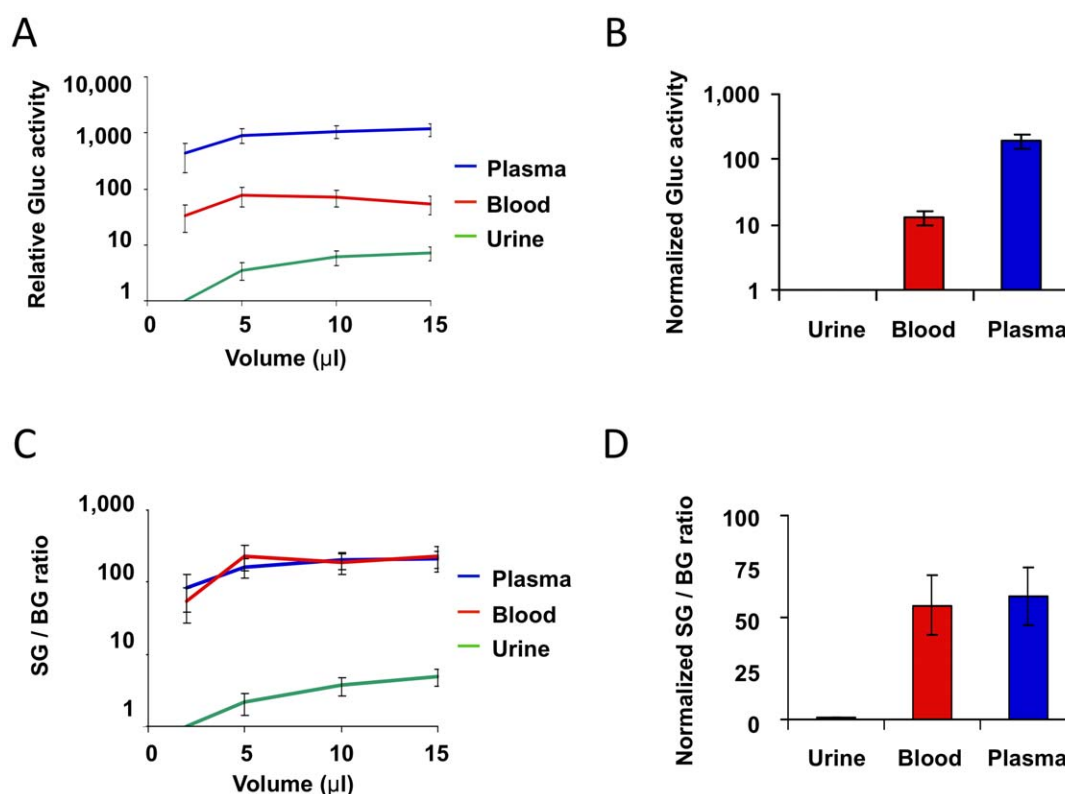 A
Relative Gluc activity
10,000
1,000
100
10
1
0 5 10 15
Volume (µl)
Plasma
Blood
Urine
B
Normalized Gluc activity
1,000
100
10
1
Urine Blood Plasma
C
SG / BG ratio
1,000
100
10
1
0 5 10 15
Volume (µl)
Plasma
Blood
Urine
D
Normalized SG / BG ratio
100
75
50
25
0
Urine Blood Plasma